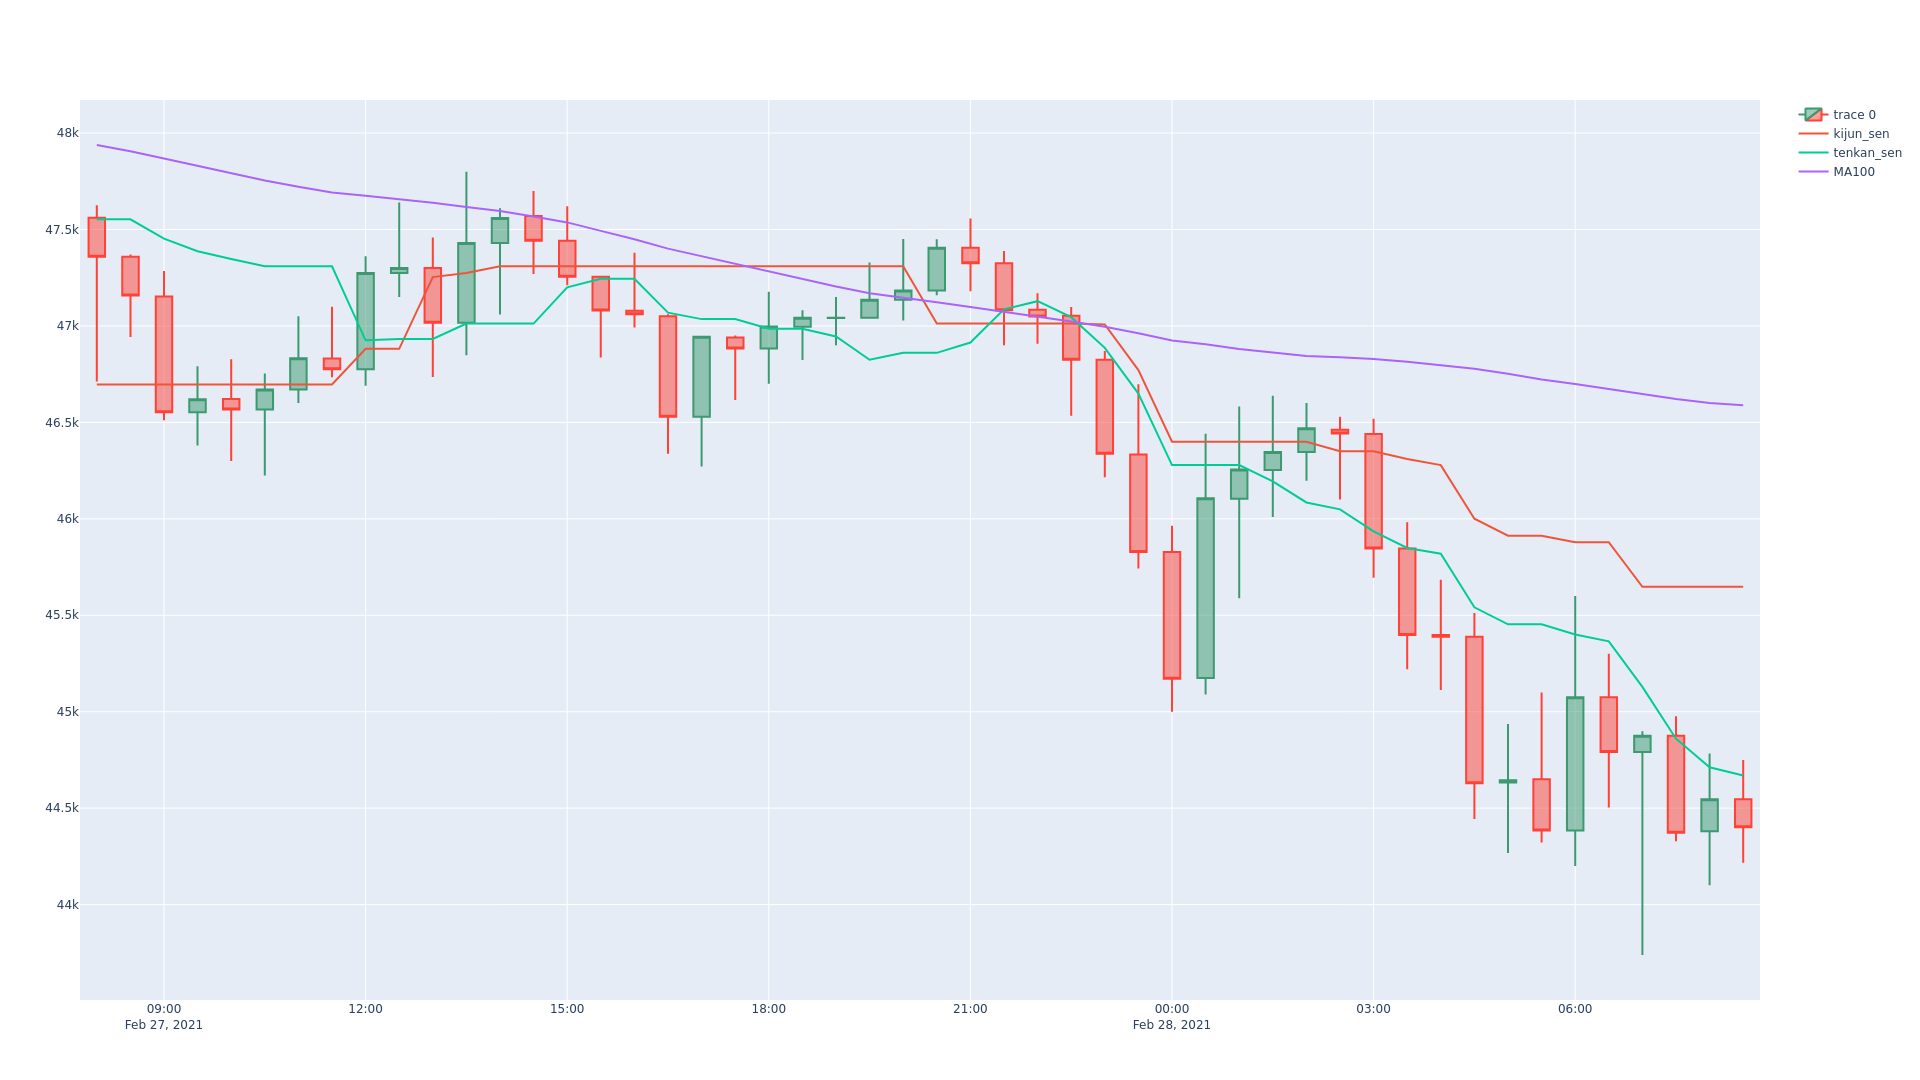 48k
47.5k
47k
46.5k
46k
45.5k
45k
44.5k
44k
09:00
Feb 27, 2021
12:00
15:00
18:00
21:00
00:00
Feb 28, 2021
03:00
06:00
trace 0
kijun_sen
tenkan_sen
MA100